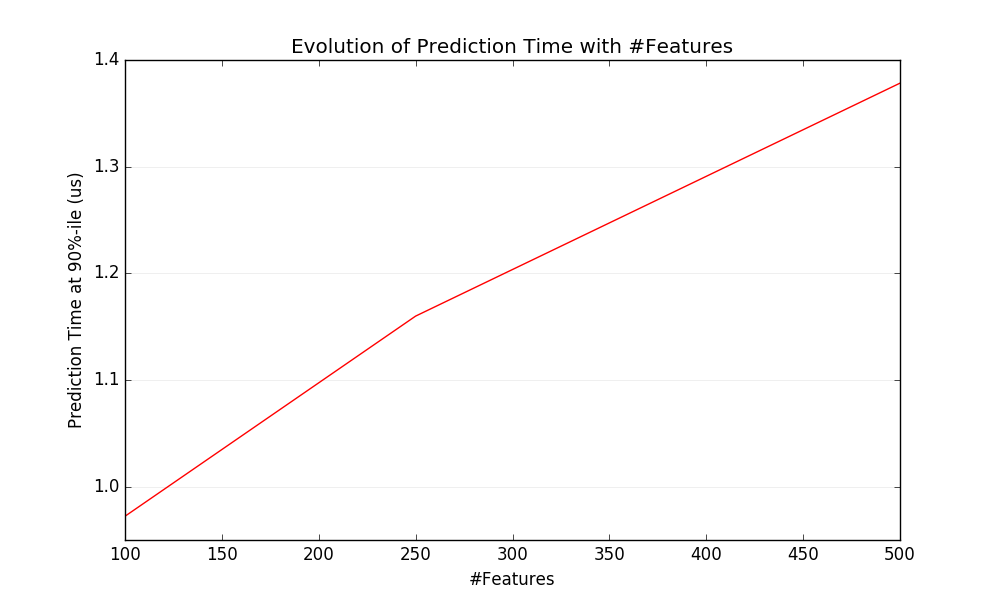 Evolution of Prediction Time with #Features
Prediction Time at 90%-ile (us)
1.4
1.3
1.2
1.1
1.0
100 150 200 250 300 350 400 450 500
#Features